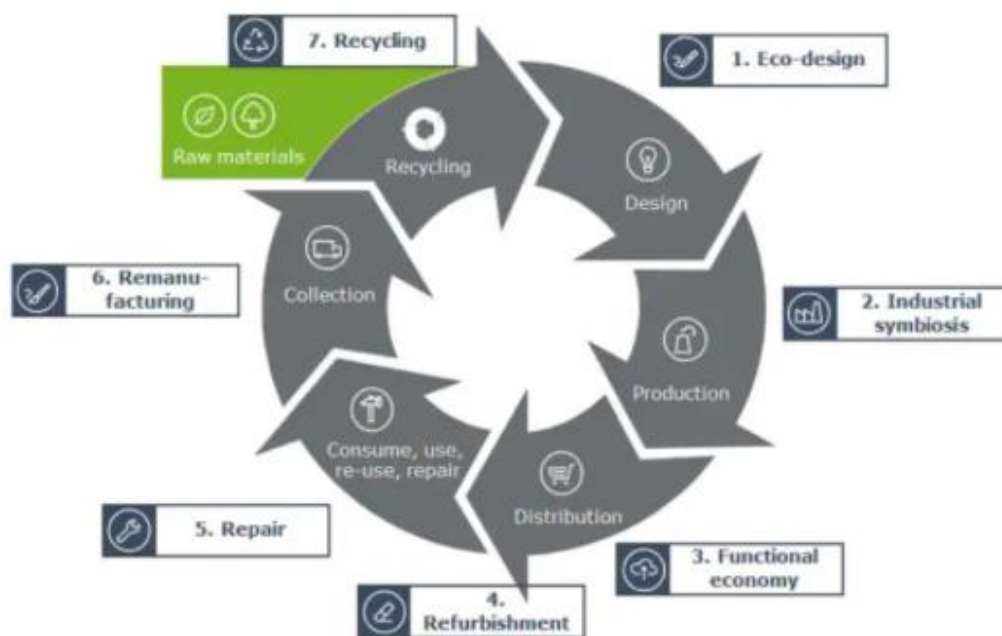 7. Recycling
1. Eco-design
Raw materials
Recycling
Design
6. Remanu-
facturing
Collection
2. Industrial
symbiosis
Production
Consume, use,
re-use, repair
Distribution
5. Repair
3. Functional
economy
4.
Refurbishment